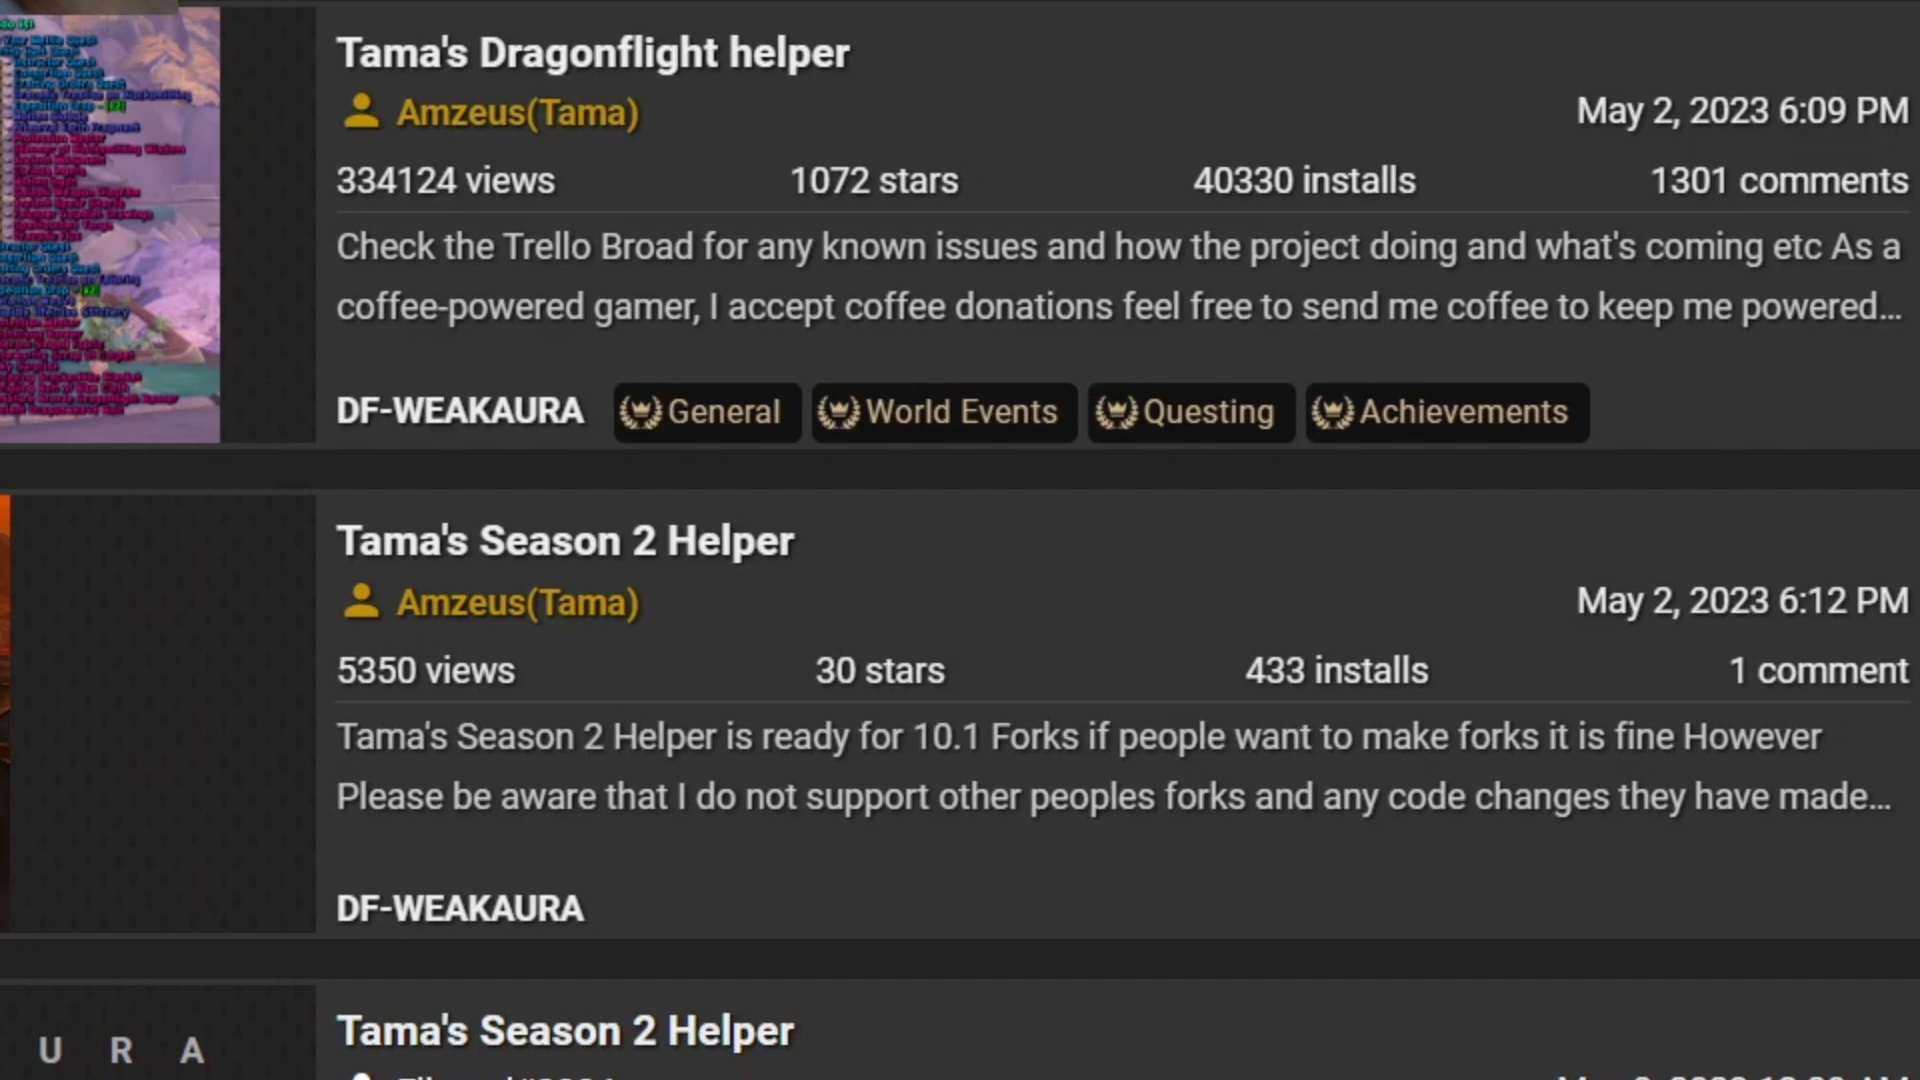 Tama's Dragonflight helper
Amzeus(Tama)
May 2, 2023 6:09 PM
334124 views 1072 stars 40330 installs 1301 comments
Check the Trello Broad for any known issues and how the project doing and what's coming etc As a
coffee-powered gamer, I accept coffee donations feel free to send me coffee to keep me powered...
DF-WEAKAURA General World Events Questing Achievements
Tama's Season 2 Helper
Amzeus(Tama)
May 2, 2023 6:12 PM
5350 views 30 stars 433 installs 1 comment
Tama's Season 2 Helper is ready for 10.1 Forks if people want to make forks it is fine However
Please be aware that I do not support other peoples forks and any code changes they have made...
DF-WEAKAURA
URA
Tama's Season 2 Helper